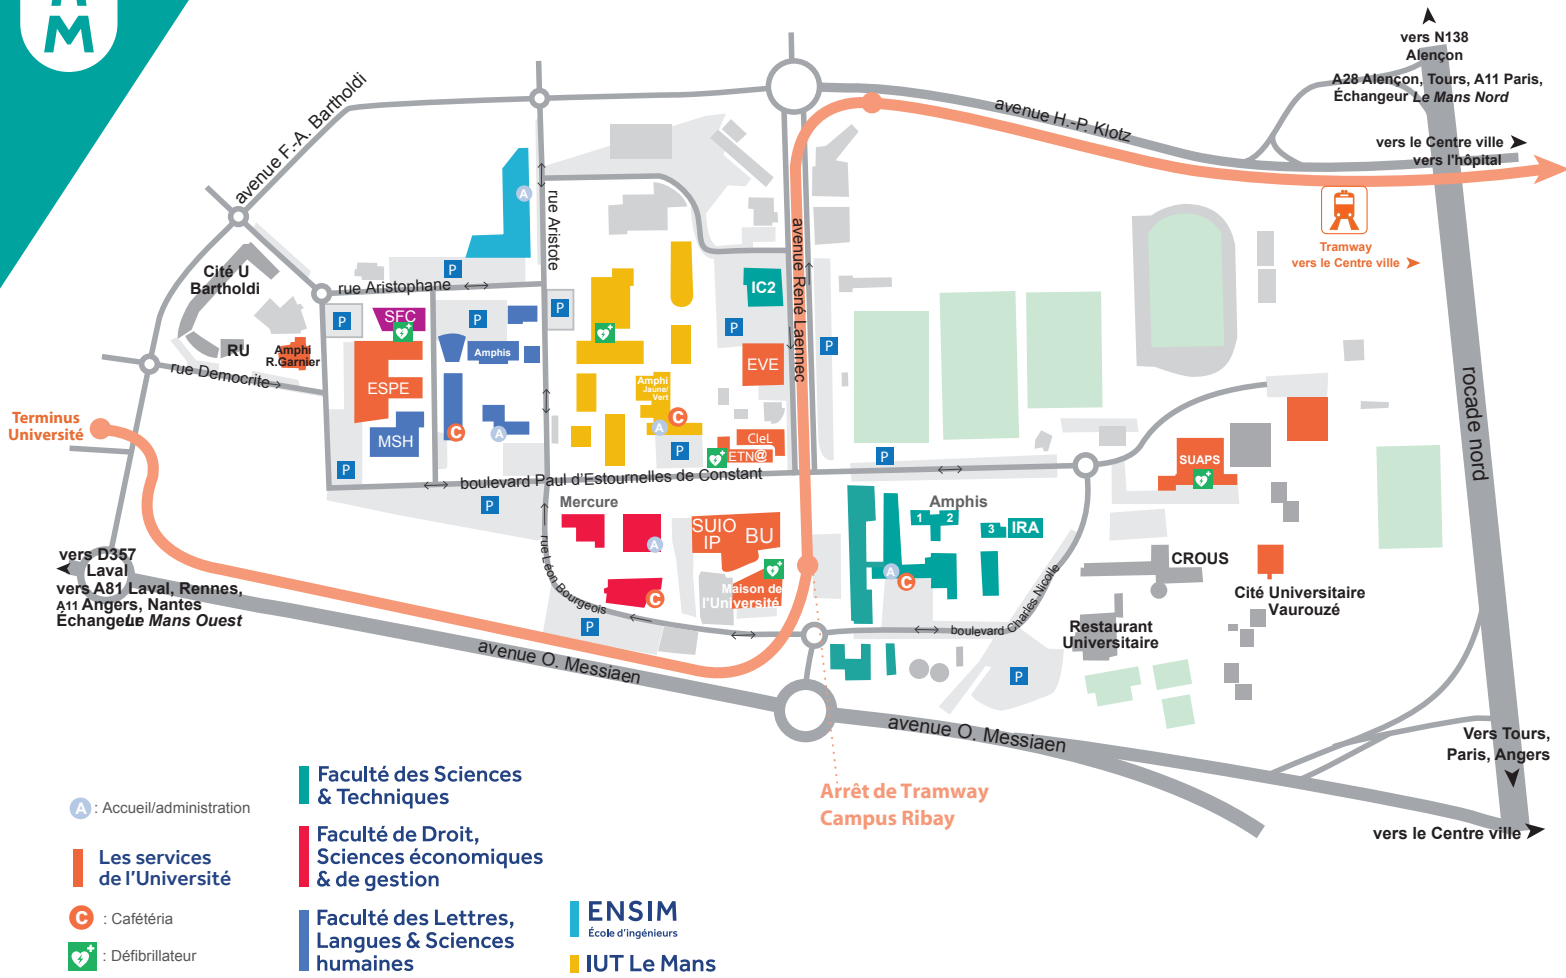 A
M
vers N138
Alençon
A28 Alençon, Tours, A11 Paris,
Échangeur Le Mans Nord
avenue H.-P. Klotz
vers le Centre ville
vers l'hôpital
Tramway
vers le Centre ville
avenue F.-A. Bartholdi
A
rue Aristote
avenue René Laennec
Cité U
Bartholdi
rue Aristophane
P
P
P
P
IC2
P
P
SFC
RU
Amphi
R.Garnier
Amphis
EVE
rue Democrite
ESPE
Amphi
Jaune/
Vert
C
A
rocade nord
Terminus
Université
MSH
C
A
P
CleL
ETN@
P
P
SUAPS
P
boulevard Paul d'Estournelles de Constant
P
Mercure
Amphis
1
2
3
IRA
SUIO
IP
BU
A
CROUS
vers D357
Laval
vers A81 Laval, Rennes,
A11 Angers, Nantes
Échangeur Le Mans Ouest
rue Léon Bourgeois
C
Maison de
l'Université
A
C
Cité Universitaire
Vaurouzé
P
boulevard Charles Nicolle
Restaurant
Universitaire
avenue O. Messiaen
P
avenue O. Messiaen
Vers Tours,
Paris, Angers
Arrêt de Tramway
Campus Ribay
vers le Centre ville
A : Accueil/administration
Les services
de l'Université
C : Cafétéria
: Défibrillateur
Faculté des Sciences
& Techniques
Faculté de Droit,
Sciences économiques
& de gestion
Faculté des Lettres,
Langues & Sciences
humaines
ENSIM
École d'ingénieurs
IUT Le Mans